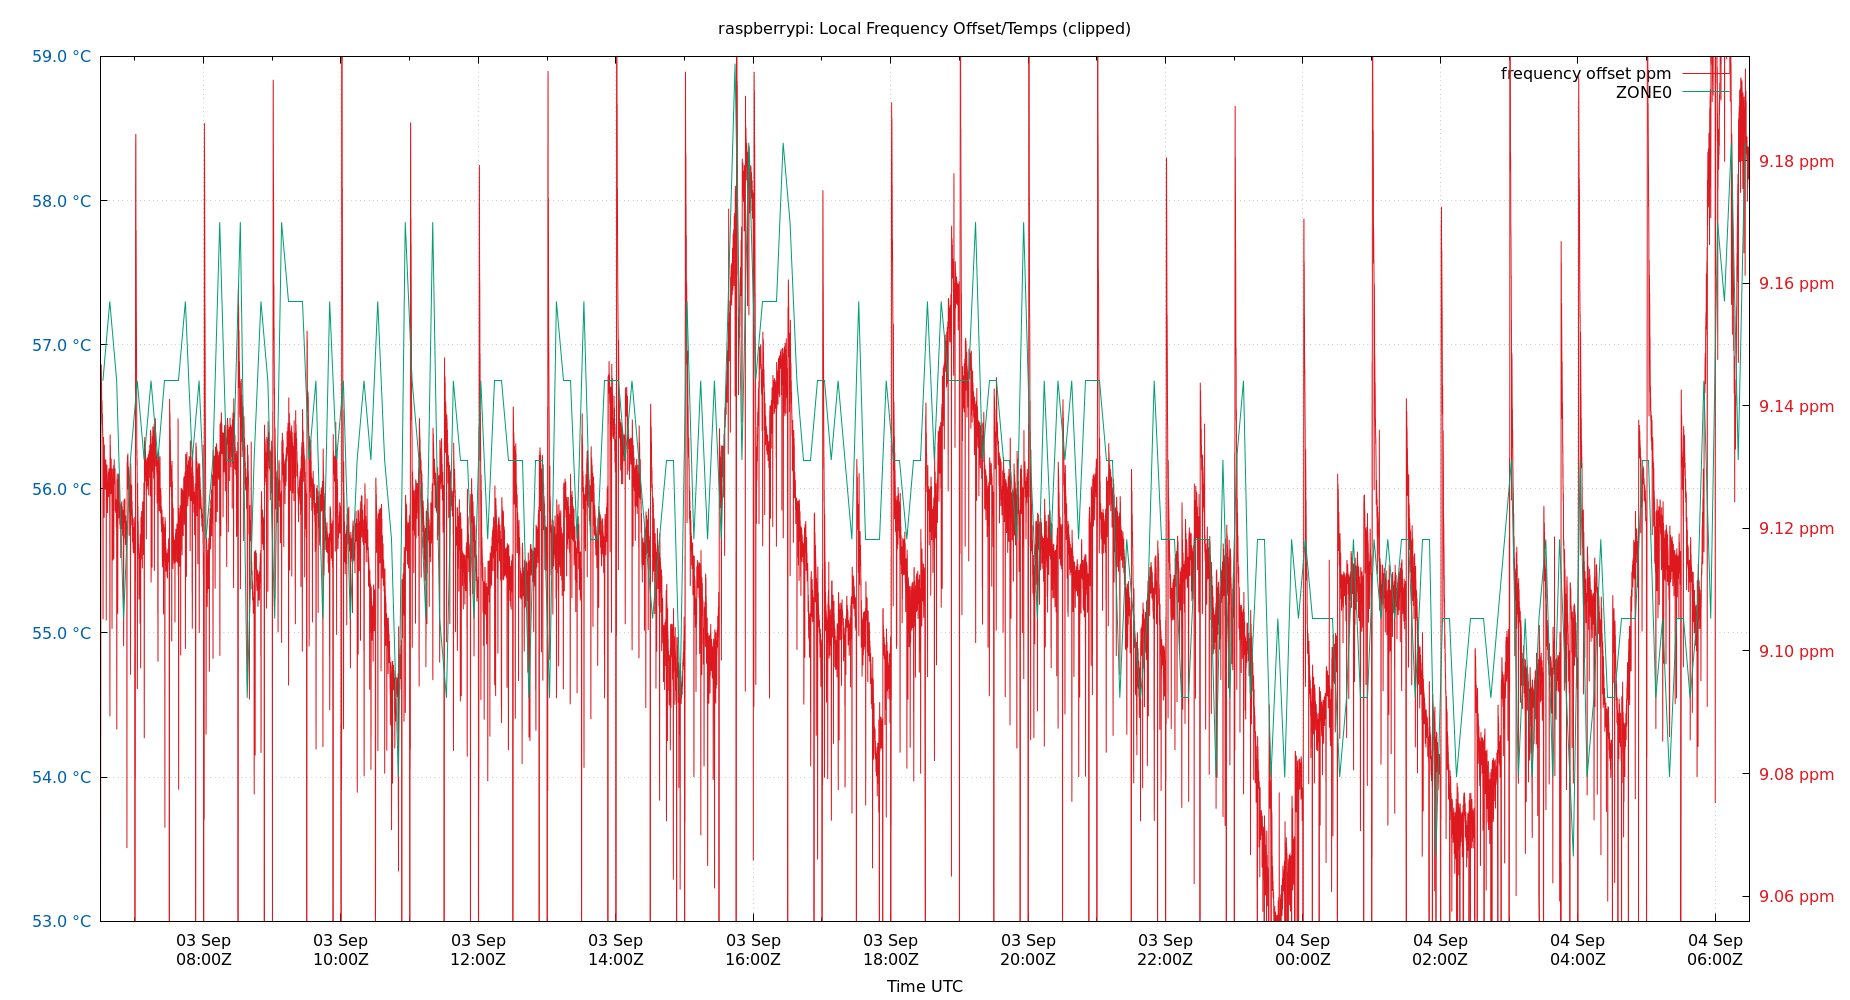 raspberrypi: Local Frequency Offset/Temps (clipped)
59.0 °C
58.0 °C
57.0 °C
56.0 °C
55.0 °C
54.0 °C
53.0 °C
frequency offset ppm
ZONE0
9.18 ppm
9.16 ppm
9.14 ppm
9.12 ppm
9.10 ppm
9.08 ppm
9.06 ppm
03 Sep 03 Sep 03 Sep 03 Sep 03 Sep 03 Sep 03 Sep 03 Sep 04 Sep 04 Sep 04 Sep 04 Sep
08:00Z 10:00Z 12:00Z 14:00Z 16:00Z 18:00Z 20:00Z 22:00Z 00:00Z 02:00Z 04:00Z 06:00Z
Time UTC